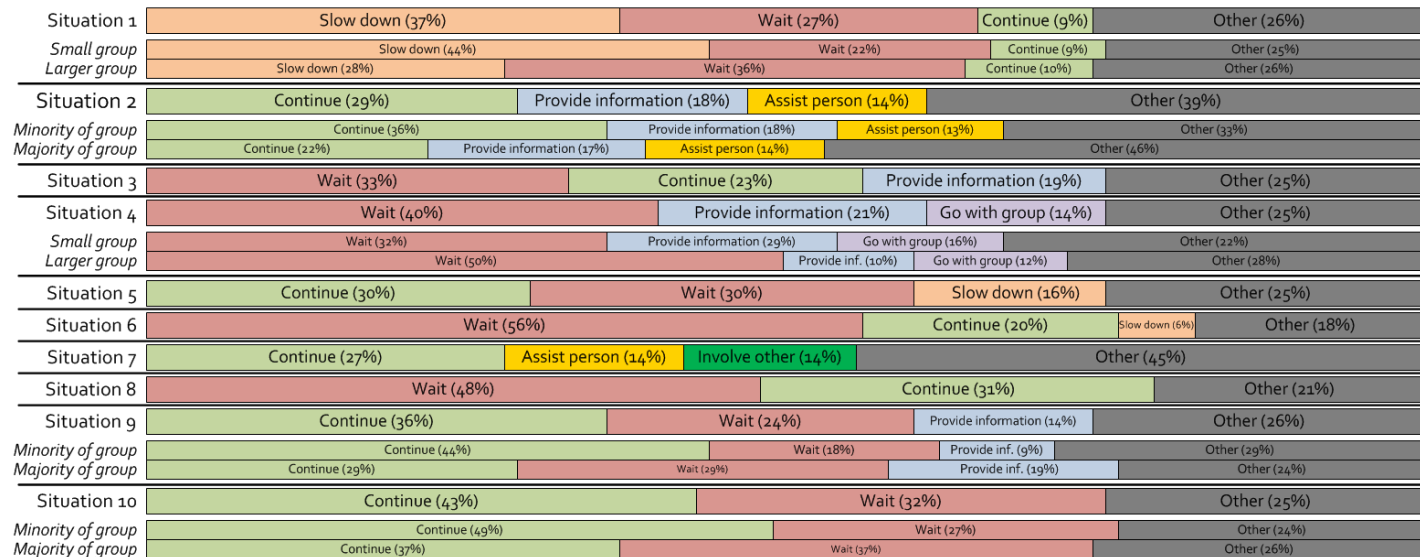 Situation 1 Slow down (37%) Wait (27%) Continue (9%) Other (26%)
Small group Slow down (44%) Wait (22%) Continue (9%) Other (25%)
Larger group Slow down (28%) Wait (36%) Continue (10%) Other (26%)
Situation 2 Continue (29%) Provide information (18%) Assist person (14%) Other (39%)
Minority of group Continue (36%) Provide information (18%) Assist person (13%) Other (33%)
Majority of group Continue (22%) Provide information (17%) Assist person (14%) Other (46%)
Situation 3 Wait (33%) Continue (23%) Provide information (19%) Other (25%)
Situation 4 Wait (40%) Provide information (21%) Go with group (14%) Other (25%)
Small group Wait (32%) Provide information (29%) Go with group (16%) Other (22%)
Larger group Wait (50%) Provide inf. (10%) Go with group (12%) Other (28%)
Situation 5 Continue (30%) Wait (30%) Slow down (16%) Other (25%)
Situation 6 Wait (56%) Continue (20%) Slow down (6%) Other (18%)
Situation 7 Continue (27%) Assist person (14%) Involve other (14%) Other (45%)
Situation 8 Wait (48%) Continue (31%) Other (21%)
Situation 9 Continue (36%) Wait (24%) Provide information (14%) Other (26%)
Minority of group Continue (44%) Wait (18%) Provide inf. (9%) Other (29%)
Majority of group Continue (29%) Wait (29%) Provide inf. (19%) Other (24%)
Situation 10 Continue (43%) Wait (32%) Other (25%)
Minority of group Continue (49%) Wait (27%) Other (24%)
Majority of group Continue (37%) Wait (37%) Other (26%)